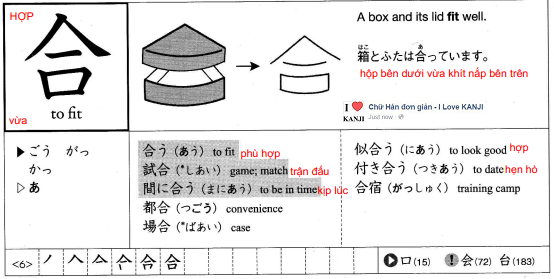 HỢP
合
vừa
to fit
A box and its lid fit well.
はこ あ
箱とふたは合っています。
hộp bên dưới vừa khít nắp bên trên
I ❤ KANJI
Chữ Hán đơn giản - I Love KANJI
Just now
▶ごう がっ
かっ
▷あ
合う(あう) to fit phù hợp
試合(*しあい) game; match trận đấu
間に合う(まにあう) to be in time kịp lúc
都合(つごう) convenience
場合(*ばあい) case
似合う(にあう) to look good hợp
付き合う(つきあう) to date hẹn hò
合宿(がっしゅく) training camp
<6> ノ 人 亼 合 合 合
▶口(15) !会(72) 台(183)